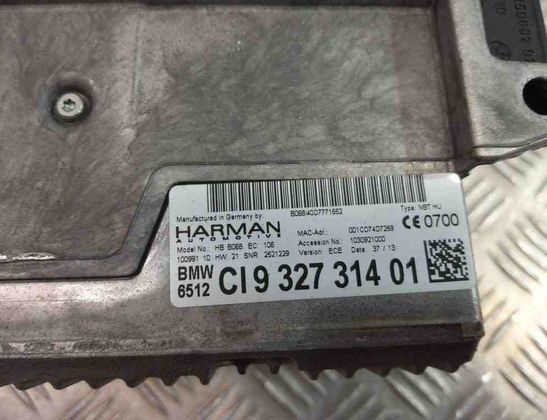 B068I4007771552
Manufactured in Germany by: Type: NBT HU
HARMAN MAC-Adr.: 001C074D7259 CE 0700
AUTOMOTIVE Accession No.: 1030921000
Model No.: HB B068 EC: 106 Version: ECE Date: 37 / 13
100991 10 HW: 21 SNR: 2521229
BMW
6512 CI 9 327 314 01